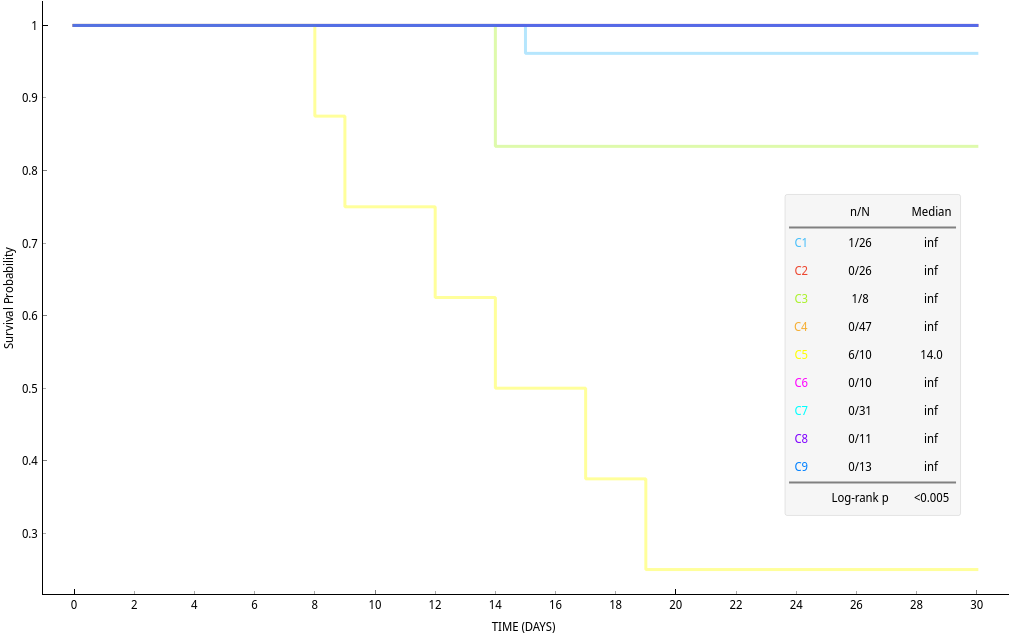 1
0.9
0.8
0.7
0.6
0.5
0.4
0.3
Survival Probability
n/N Median
C1 1/26 inf
C2 0/26 inf
C3 1/8 inf
C4 0/47 inf
C5 6/10 14.0
C6 0/10 inf
C7 0/31 inf
C8 0/11 inf
C9 0/13 inf
Log-rank p <0.005
0 2 4 6 8 10 12 14 16 18 20 22 24 26 28 30
TIME (DAYS)